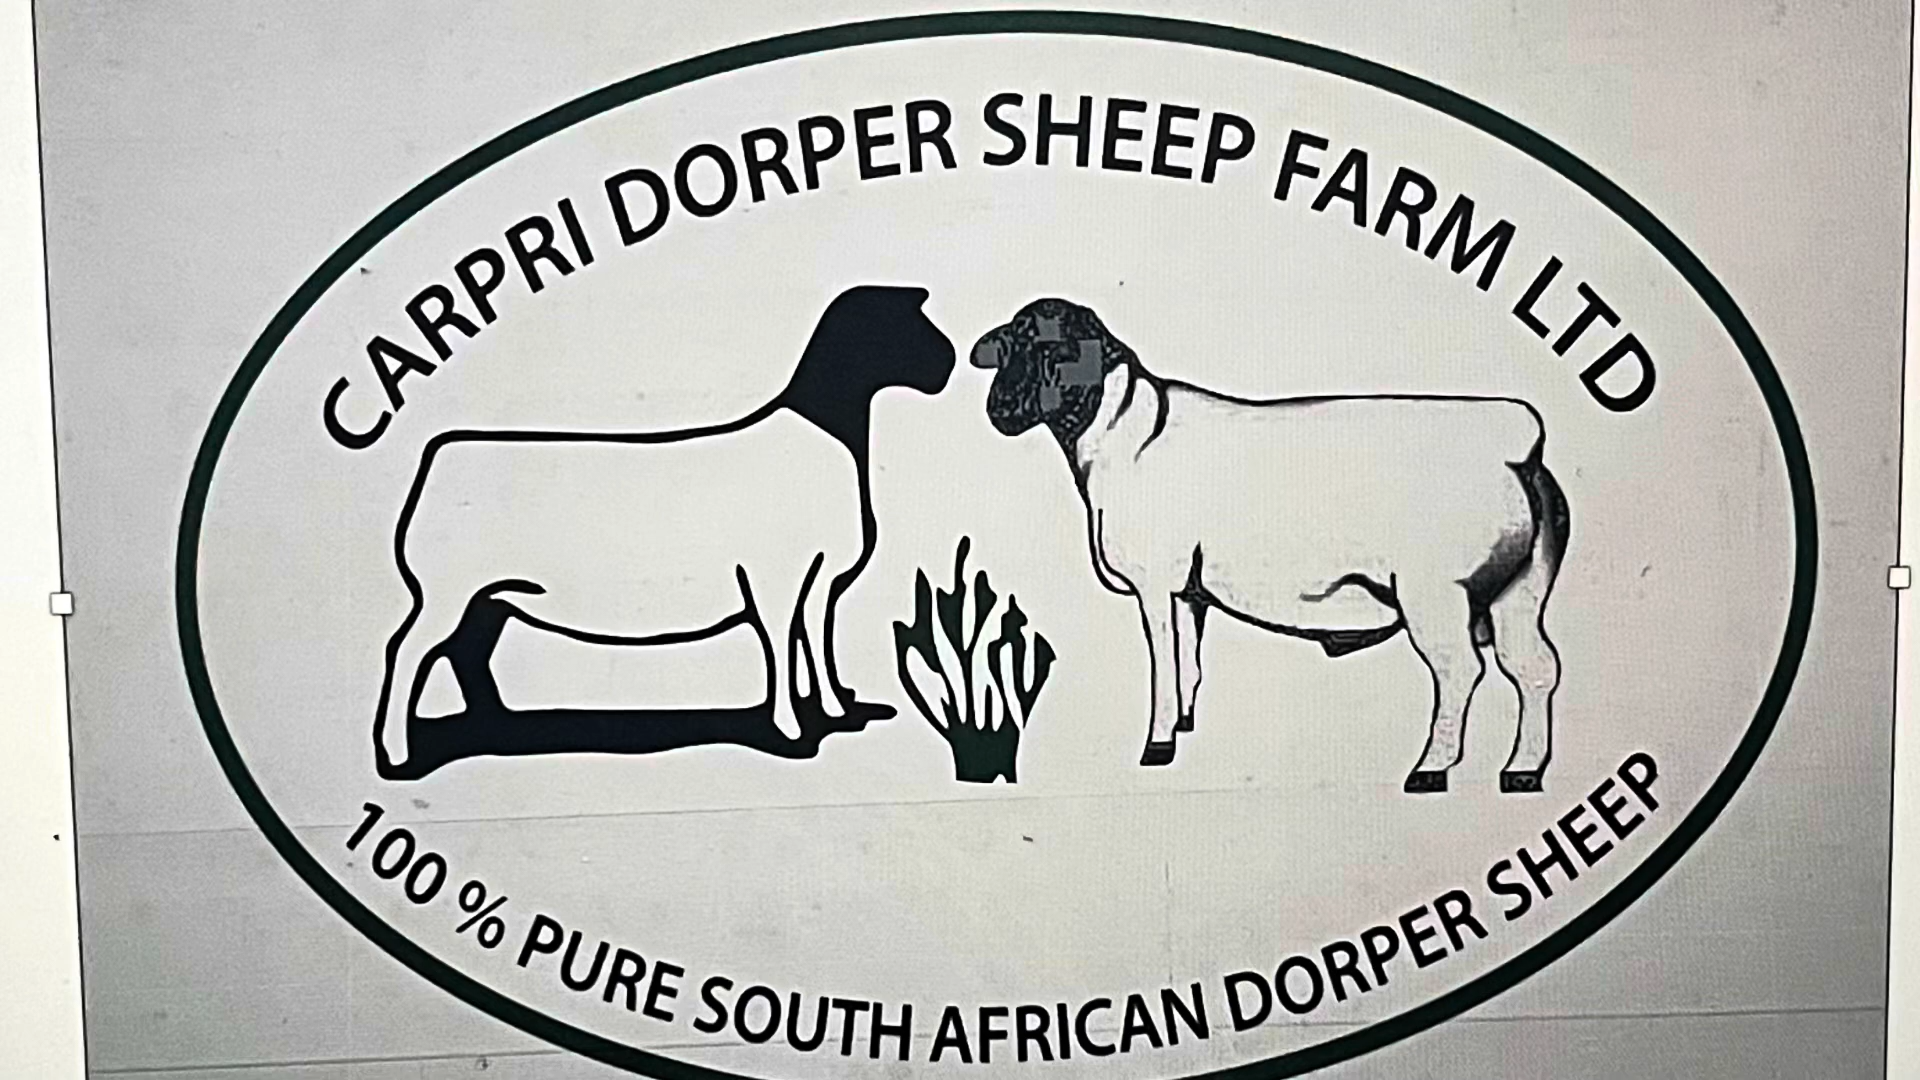 CARPRI DORPER SHEEP FARM LTD
100 % PURE SOUTH AFRICAN DORPER SHEEP